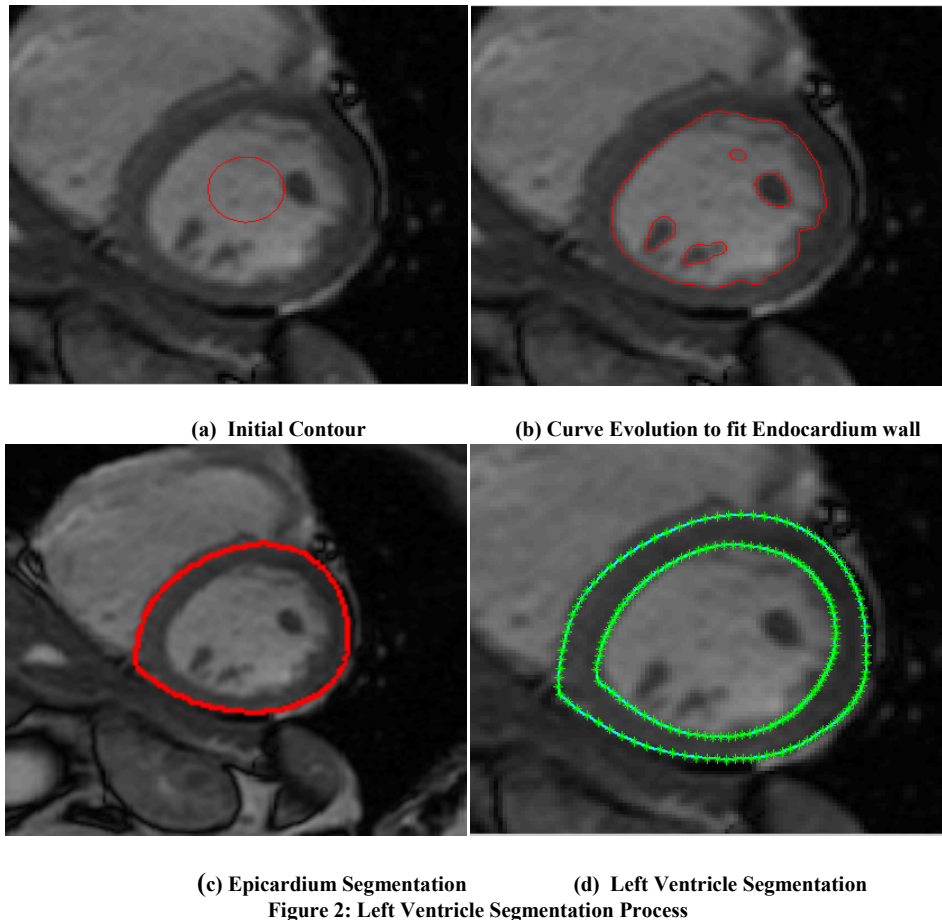 (a) Initial Contour
(b) Curve Evolution to fit Endocardium wall
(c) Epicardium Segmentation
(d) Left Ventricle Segmentation
Figure 2: Left Ventricle Segmentation Process